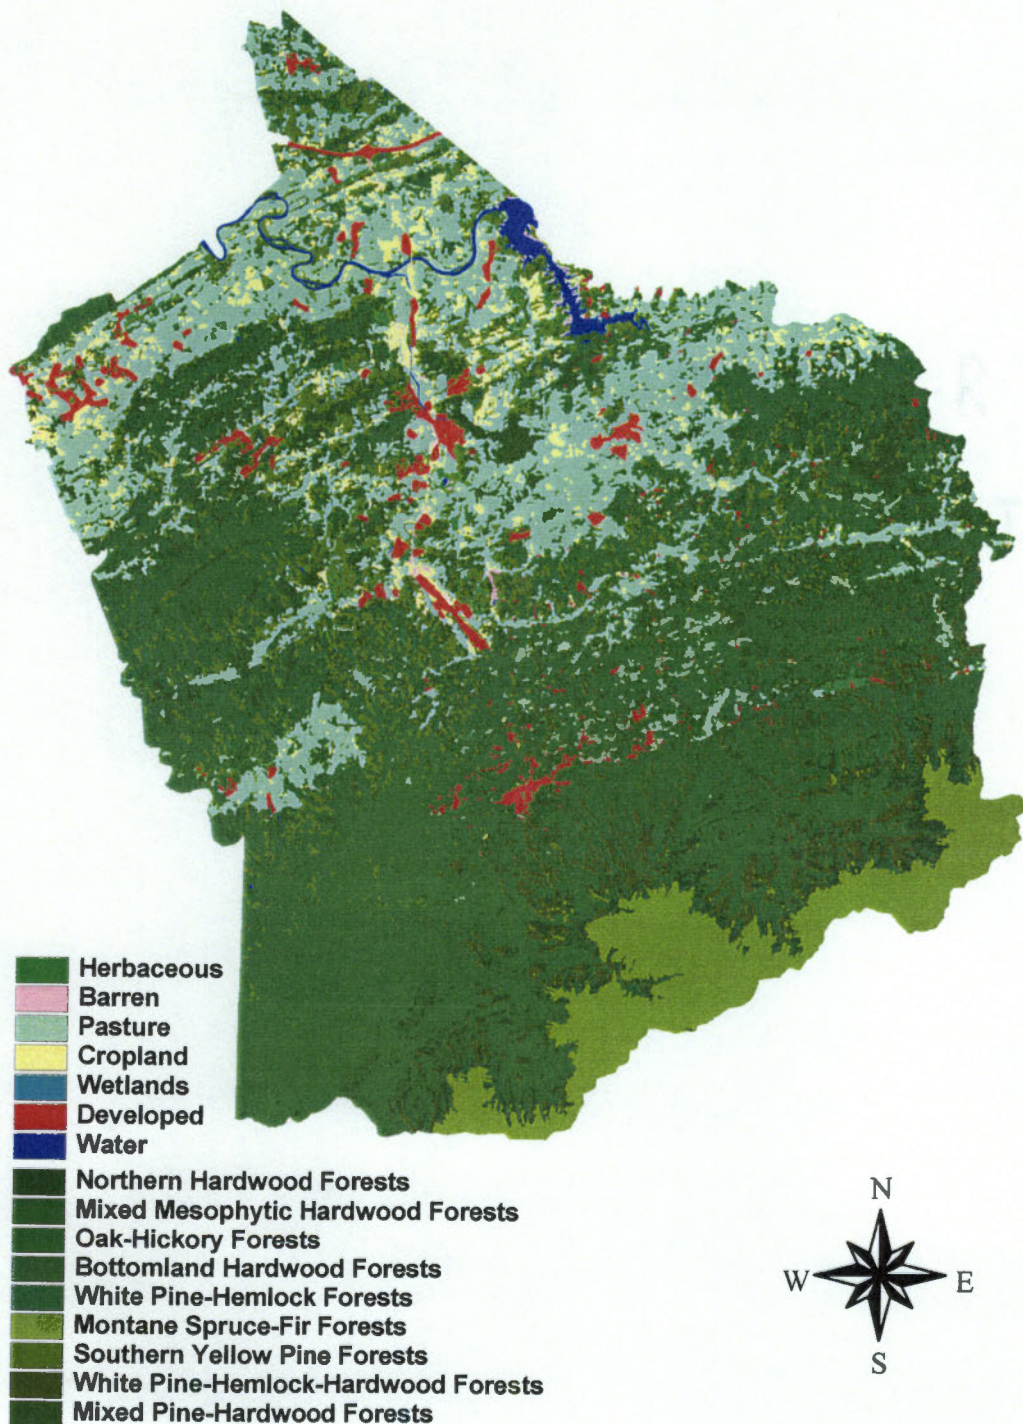 Herbaceous
Barren
Pasture
Cropland
Wetlands
Developed
Water
Northern Hardwood Forests
Mixed Mesophytic Hardwood Forests
Oak-Hickory Forests
Bottomland Hardwood Forests
White Pine-Hemlock Forests
Montane Spruce-Fir Forests
Southern Yellow Pine Forests
White Pine-Hemlock-Hardwood Forests
Mixed Pine-Hardwood Forests
N
W E
S